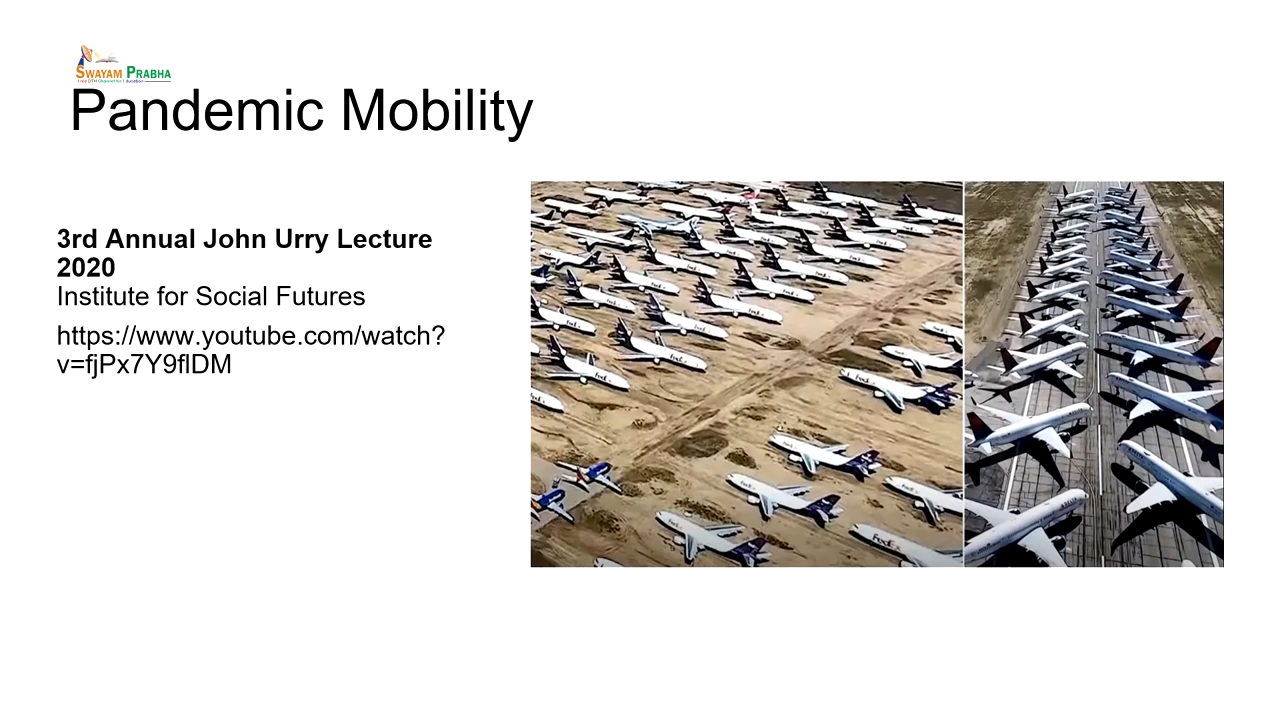 SWAYAM PRABHA
Pandemic Mobility
3rd Annual John Urry Lecture
2020
Institute for Social Futures
https://www.youtube.com/watch?
v=fjPx7Y9flDM
FedEx